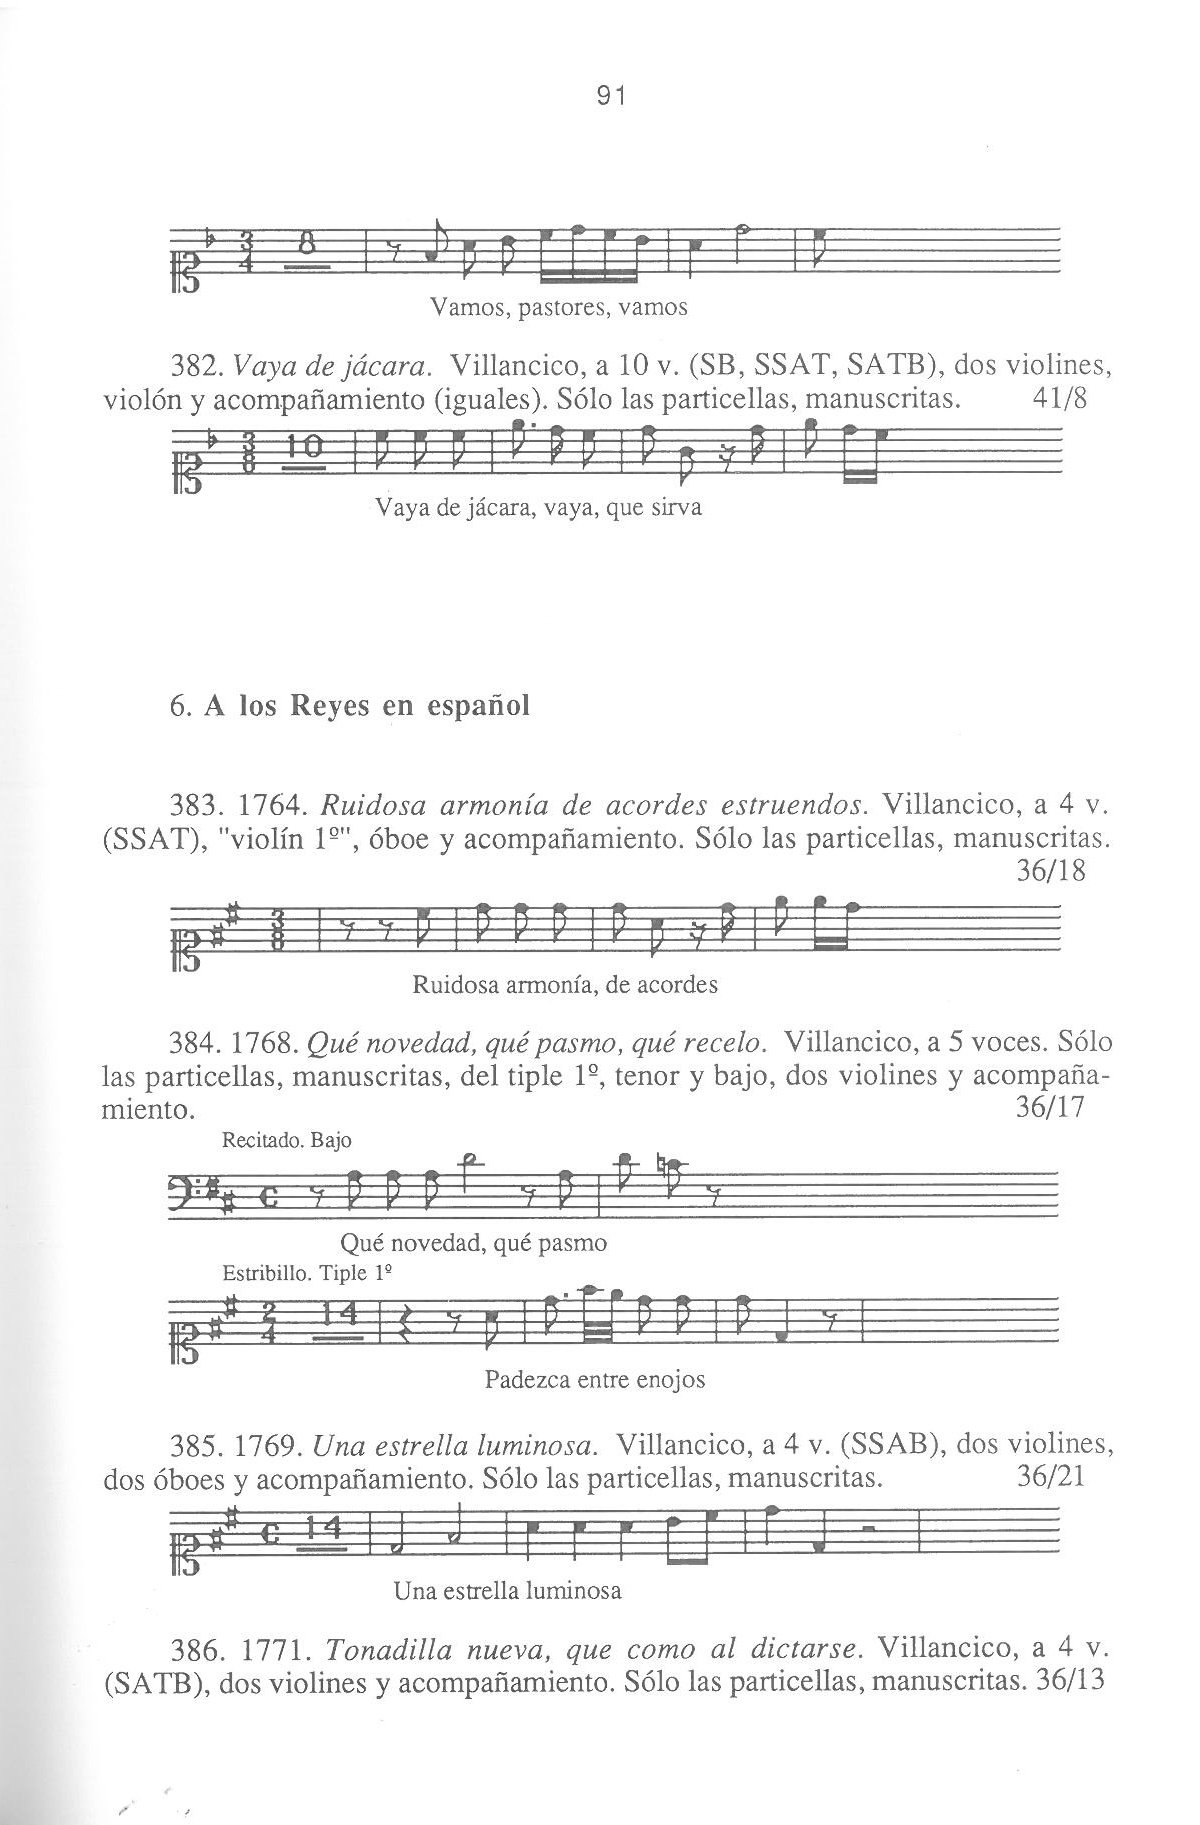 91
3
4
8
Vamos, pastores, vamos
382. Vaya de jácara. Villancico, a 10 v. (SB, SSAT, SATB), dos violines,
violón y acompañamiento (iguales). Sólo las particellas, manuscritas. 41/8
3
8
10
Vaya de jácara, vaya, que sirva
6. A los Reyes en español
383. 1764. Ruidosa armonía de acordes estruendos. Villancico, a 4 v.
(SSAT), "violín 1º", óboe y acompañamiento. Sólo las particellas, manuscritas.
36/18
3
8
Ruidosa armonía, de acordes
384. 1768. Qué novedad, qué pasmo, qué recelo. Villancico, a 5 voces. Sólo
las particellas, manuscritas, del tiple 1º, tenor y bajo, dos violines y acompaña-
miento. 36/17
Recitado. Bajo
Qué novedad, qué pasmo
Estribillo. Tiple 1º
2
4
14
Padezca entre enojos
385. 1769. Una estrella luminosa. Villancico, a 4 v. (SSAB), dos violines,
dos óboes y acompañamiento. Sólo las particellas, manuscritas. 36/21
14
Una estrella luminosa
386. 1771. Tonadilla nueva, que como al dictarse. Villancico, a 4 v.
(SATB), dos violines y acompañamiento. Sólo las particellas, manuscritas. 36/13